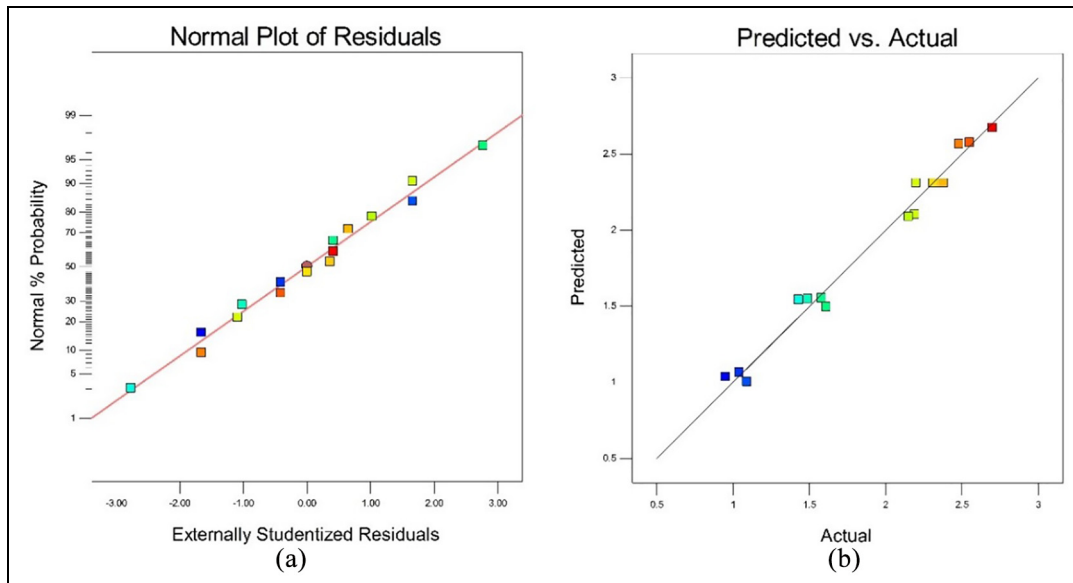 Normal Plot of Residuals
Normal % Probability
99
95
90
80
70
50
30
20
10
5
1
-3.00 -2.00 -1.00 0.00 1.00 2.00 3.00
Externally Studentized Residuals
(a)
Predicted vs. Actual
Predicted
3
2.5
2
1.5
1
0.5
0.5 1 1.5 2 2.5 3
Actual
(b)